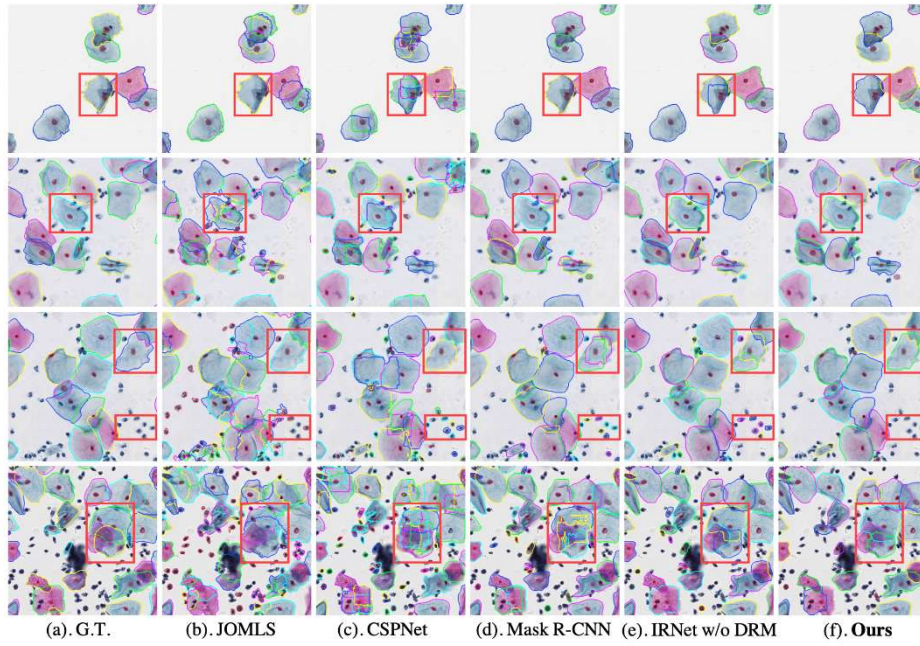 (a). G.T. (b). JOMLS (c). CSPNet (d). Mask R-CNN (e). IRNet w/o DRM (f). Ours